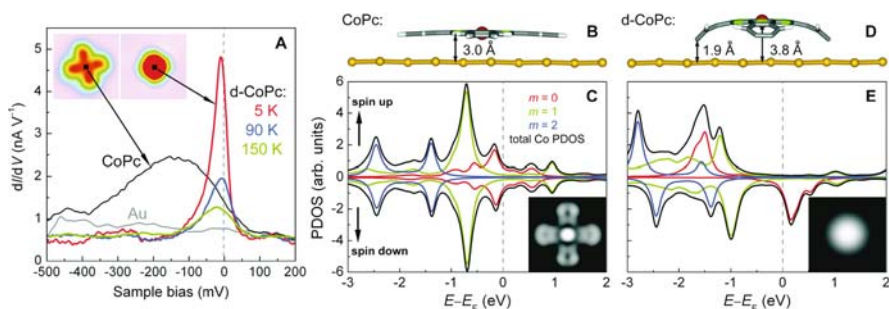 A
d-CoPc:
5 K
90 K
150 K
CoPc
Au
dI/dV (nA V⁻¹)
5
4
3
2
1
0
-500 -400 -300 -200 -100 0 100 200
Sample bias (mV)
CoPc:
B
3.0 Å
C
spin up
m = 0
m = 1
m = 2
total Co PDOS
spin down
PDOS (arb. units)
6
4
2
0
2
4
6
-3 -2 -1 0 1 2
E–E_F (eV)
d-CoPc:
D
1.9 Å
3.8 Å
E
-3 -2 -1 0 1 2
E–E_F (eV)